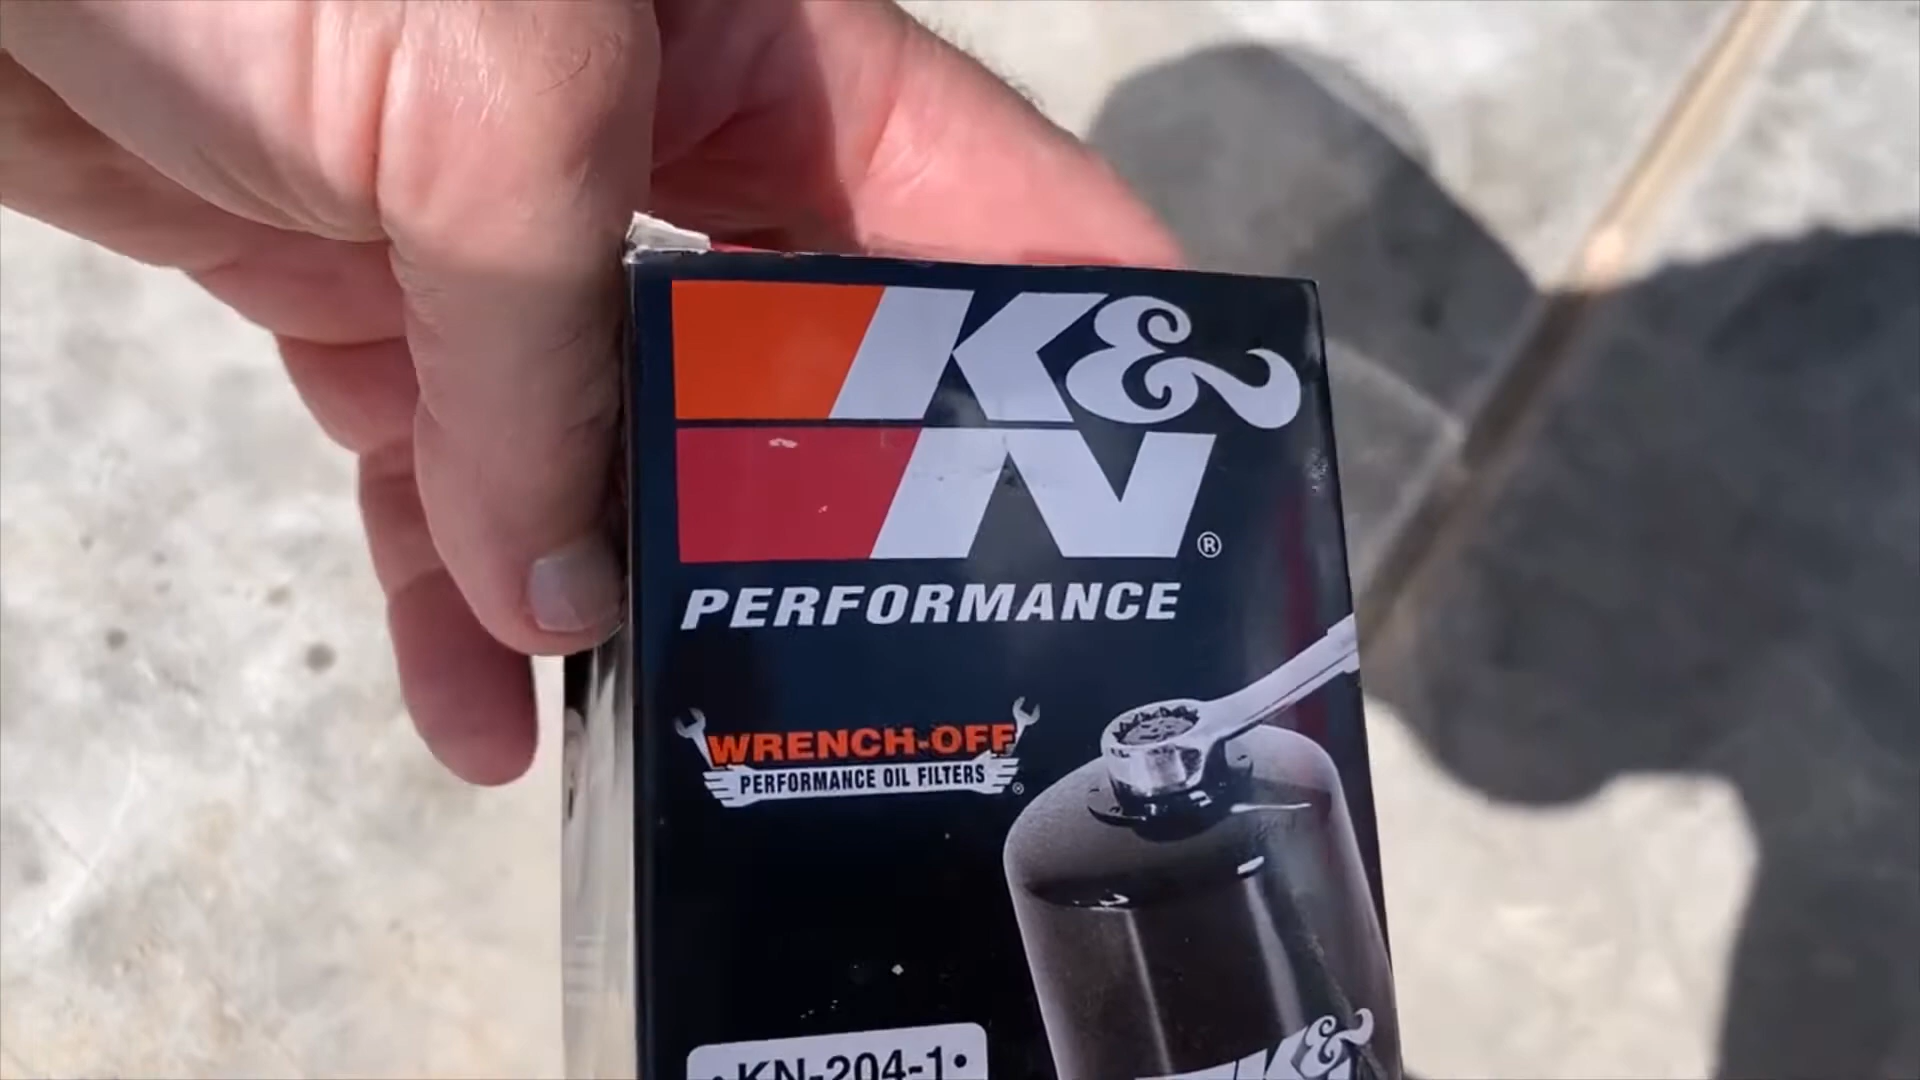 K&
N®
PERFORMANCE
WRENCH-OFF
PERFORMANCE OIL FILTERS®
•KN-204-1•
K&